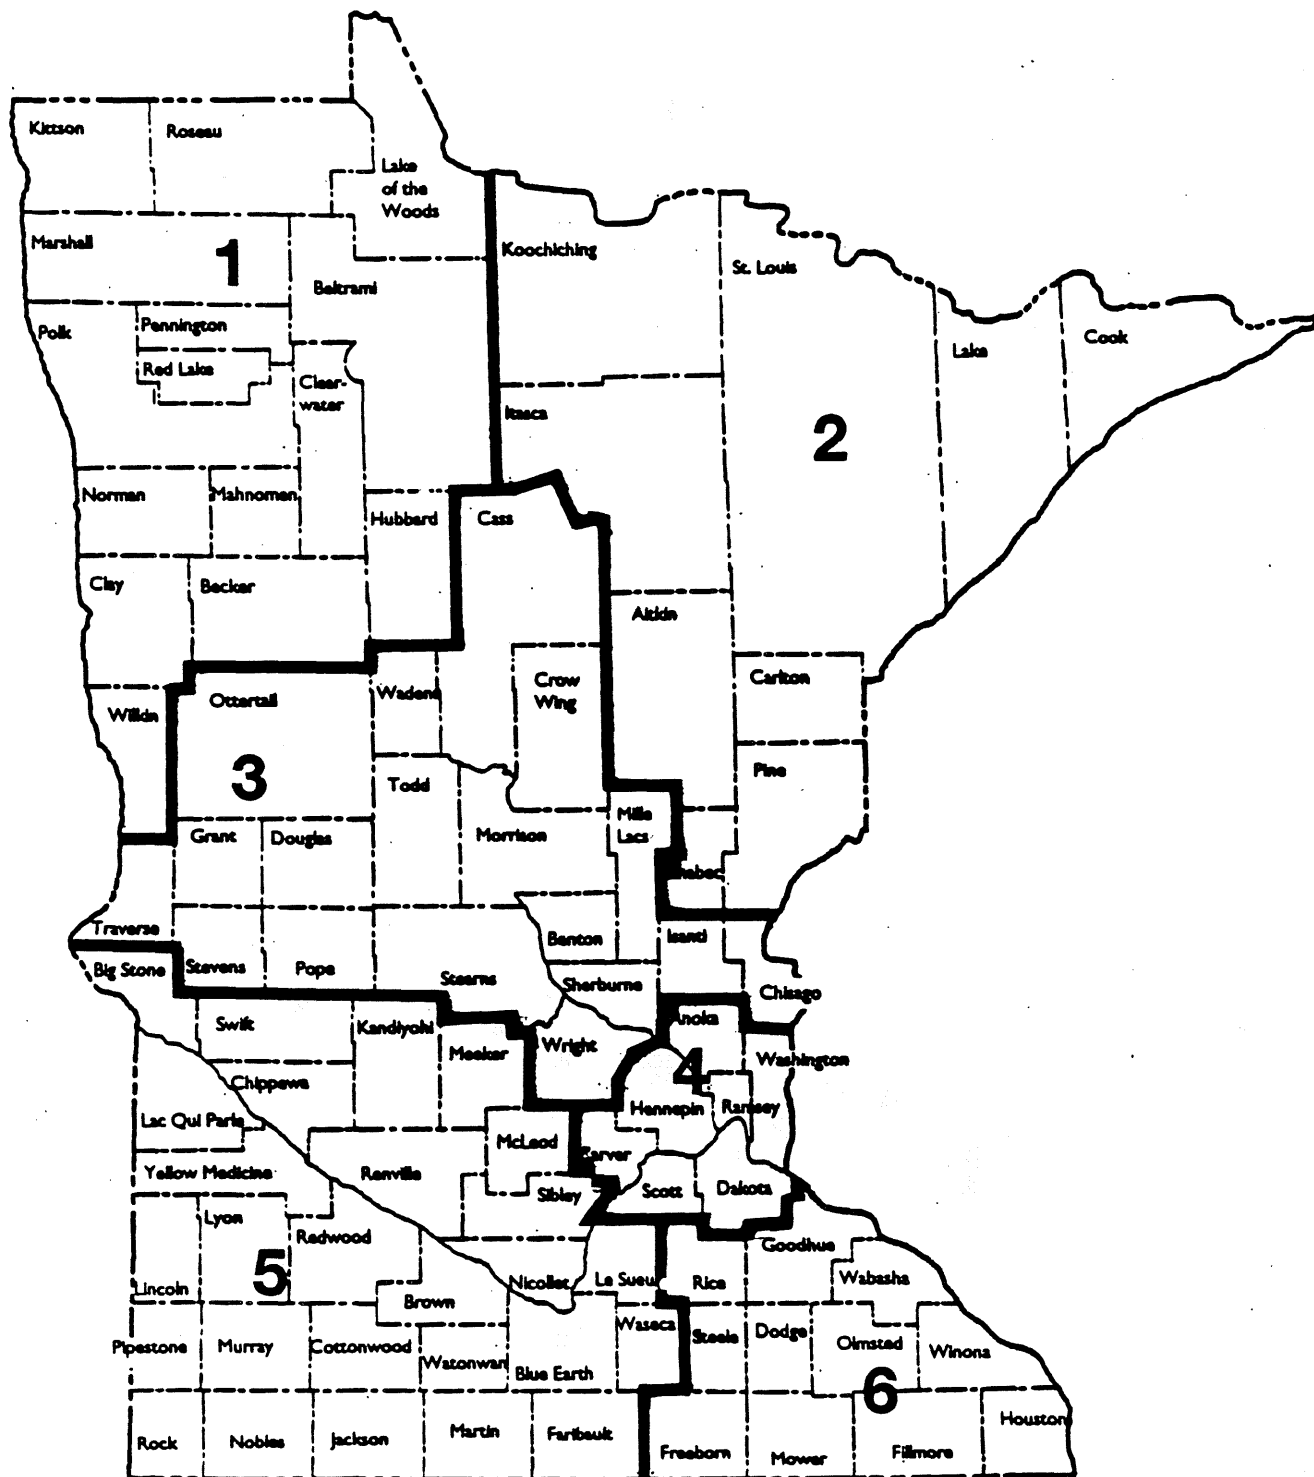 Kittson
Roseau
Lake
of the
Woods
Marshall
1
Beltrami
Koochiching
St. Louis
Polk
Pennington
Red Lake
Clear-
water
Lake
Cook
Itasca
2
Norman
Mahnomen
Hubbard
Cass
Clay
Becker
Aitkin
Wilkin
Ottertail
Wadena
Crow
Wing
Carlton
3
Todd
Pine
Grant
Douglas
Morrison
Mille
Lacs
Traverse
Big Stone
Stevens
Pope
Stearns
Benton
Isanti
Sherburne
Chisago
Swift
Kandiyohi
Meeker
Wright
Anoka
4
Washington
Chippewa
Lac Qui Parle
Hennepin
Ramsey
McLeod
Carver
Yellow Medicine
Renville
Sibley
Scott
Dakota
Lyon
Redwood
5
Lincoln
Nicollet
Le Sueur
Rice
Goodhue
Wabasha
Brown
Pipestone
Murray
Cottonwood
Watonwan
Blue Earth
Waseca
Steele
Dodge
Olmsted
Winona
6
Rock
Nobles
Jackson
Martin
Faribault
Freeborn
Mower
Fillmore
Houston